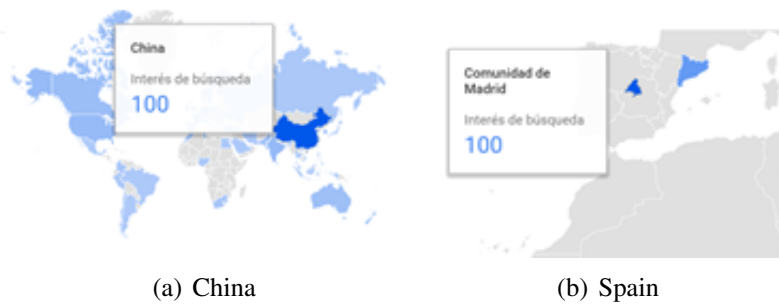 China
Interés de búsqueda
100
Comunidad de
Madrid
Interés de búsqueda
100
(a) China
(b) Spain